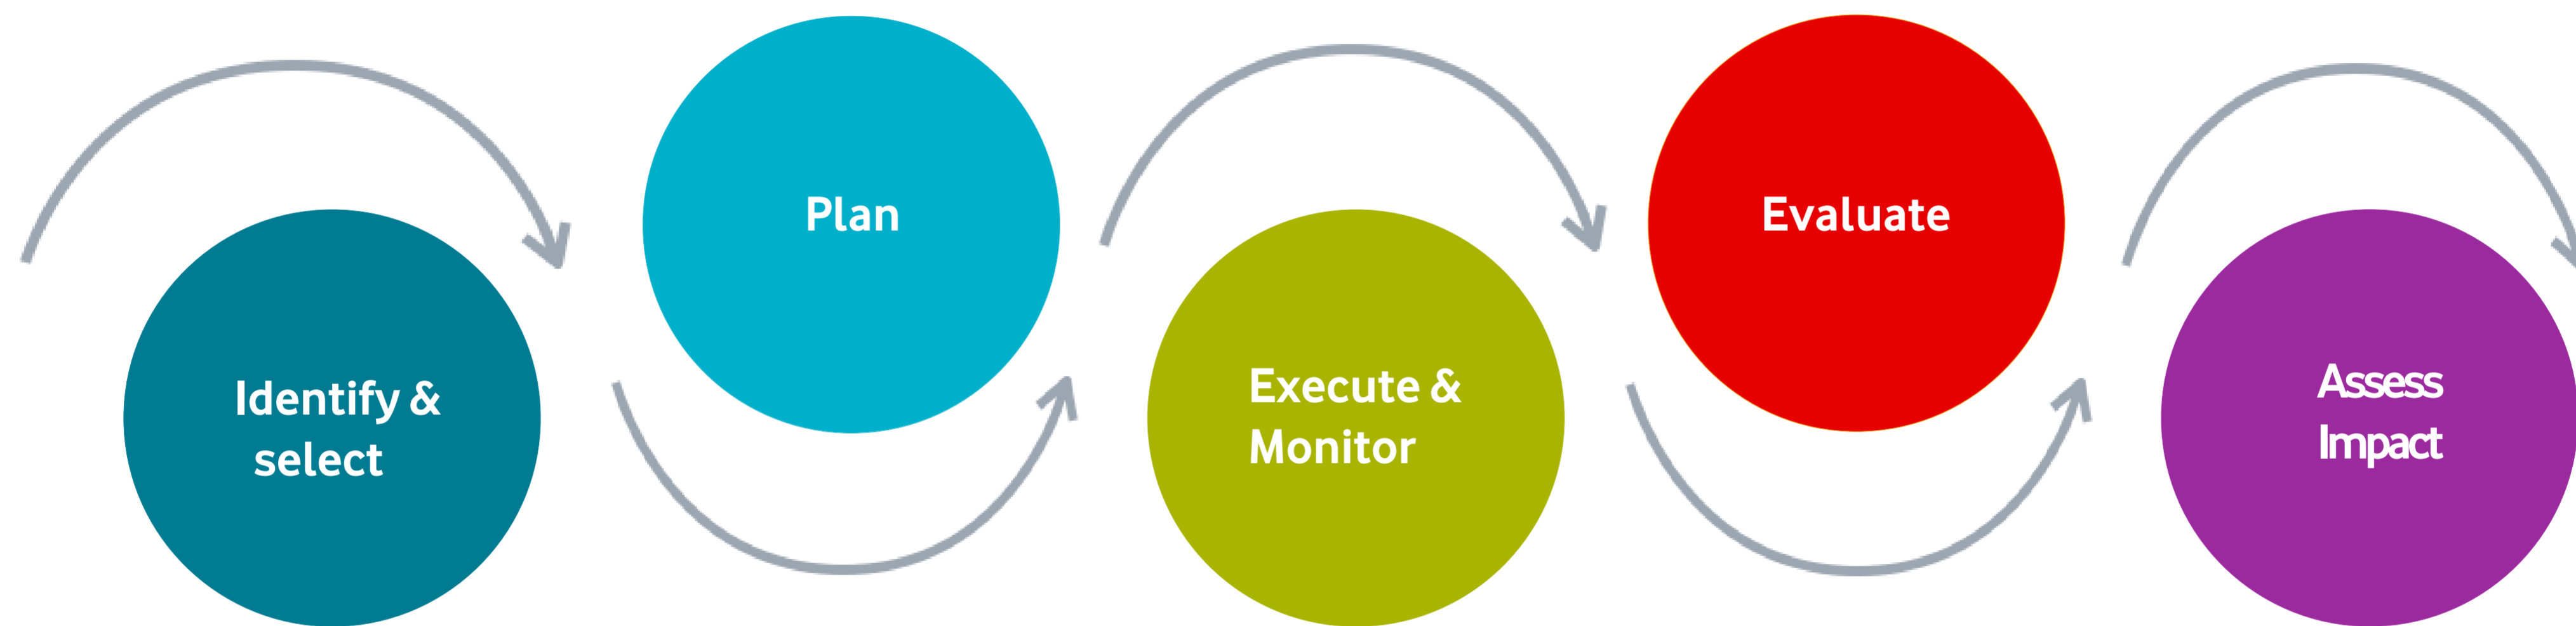 Identify &
select
Plan
Execute &
Monitor
Evaluate
Assess
Impact